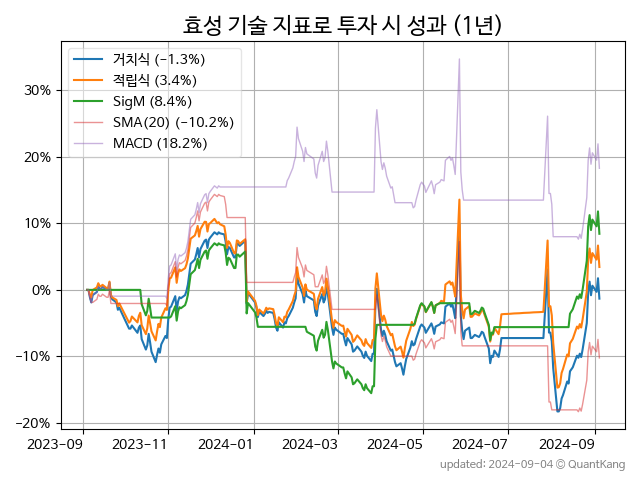 효성 기술 지표로 투자 시 성과 (1년)
거치식 (−1.3%)
적립식 (3.4%)
SigM (8.4%)
SMA(20) (−10.2%)
MACD (18.2%)
30%
20%
10%
0%
−10%
−20%
2023-09 2023-11 2024-01 2024-03 2024-05 2024-07 2024-09
updated: 2024-09-04 © QuantKang